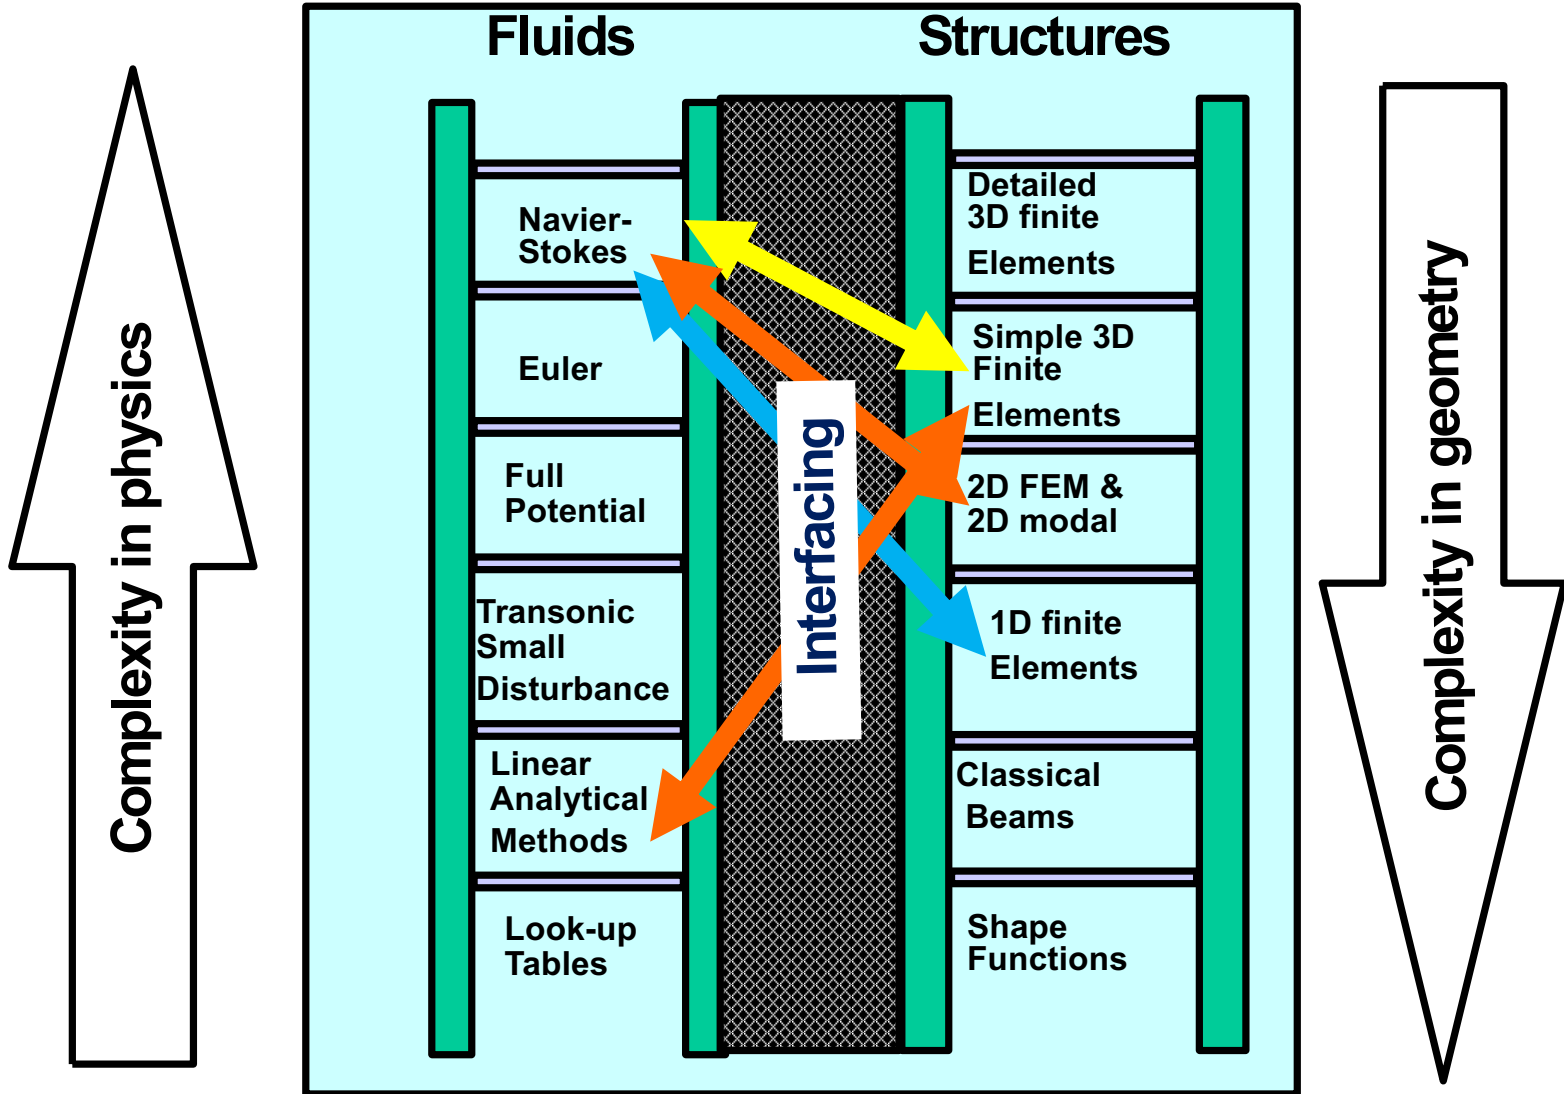 Fluids
Structures
Complexity in physics
Navier-
Stokes
Euler
Full
Potential
Transonic
Small
Disturbance
Linear
Analytical
Methods
Look-up
Tables
Interfacing
Detailed
3D finite
Elements
Simple 3D
Finite
Elements
2D FEM &
2D modal
1D finite
Elements
Classical
Beams
Shape
Functions
Complexity in geometry